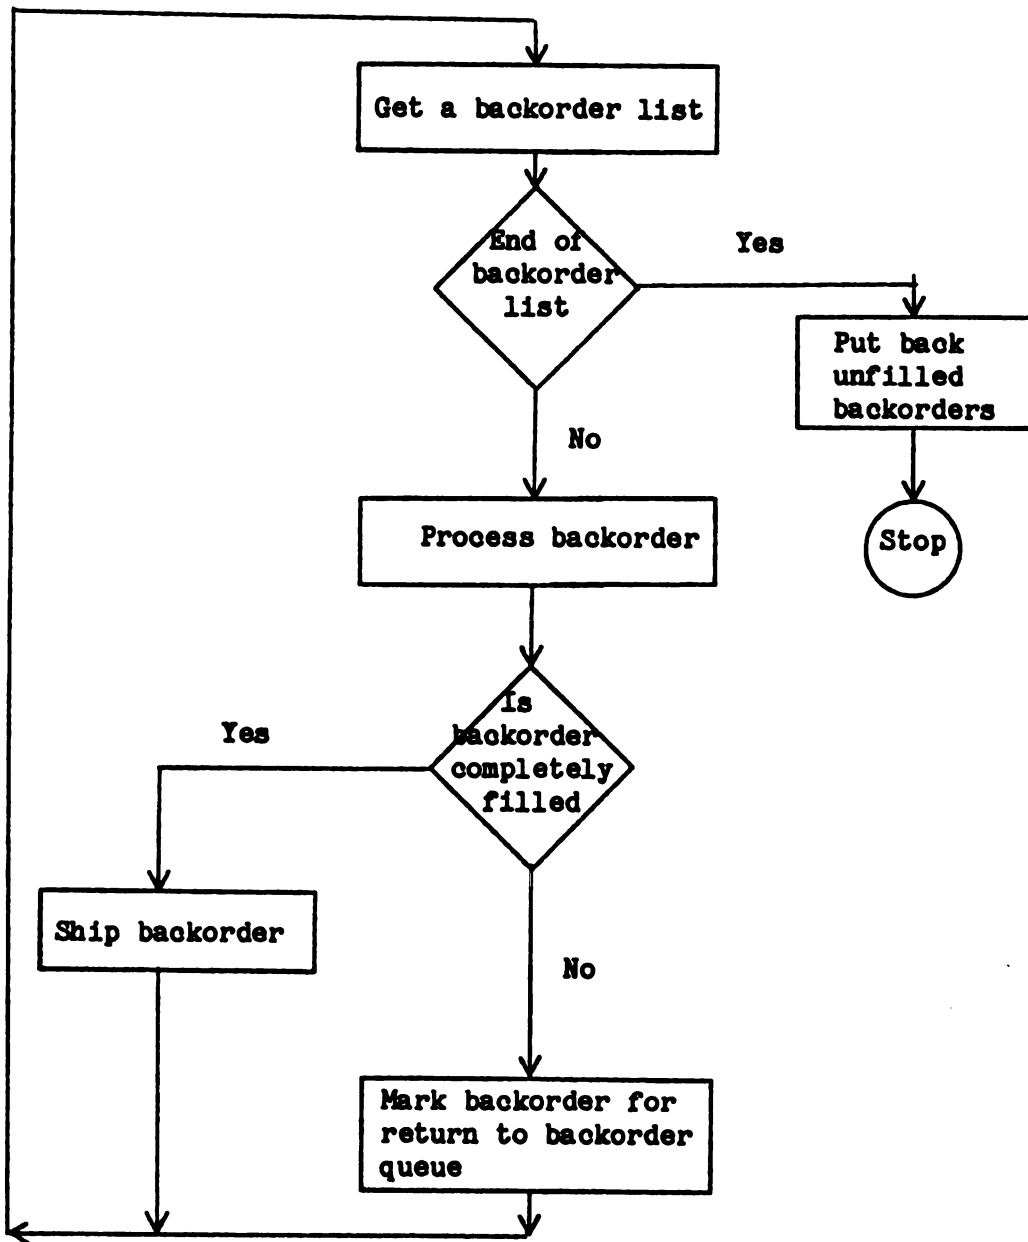 Get a backorder list
End of
backorder
list
Yes
Put back
unfilled
backorders
No
Process backorder
Stop
Is
backorder
completely
filled
Yes
Ship backorder
No
Mark backorder for
return to backorder
queue